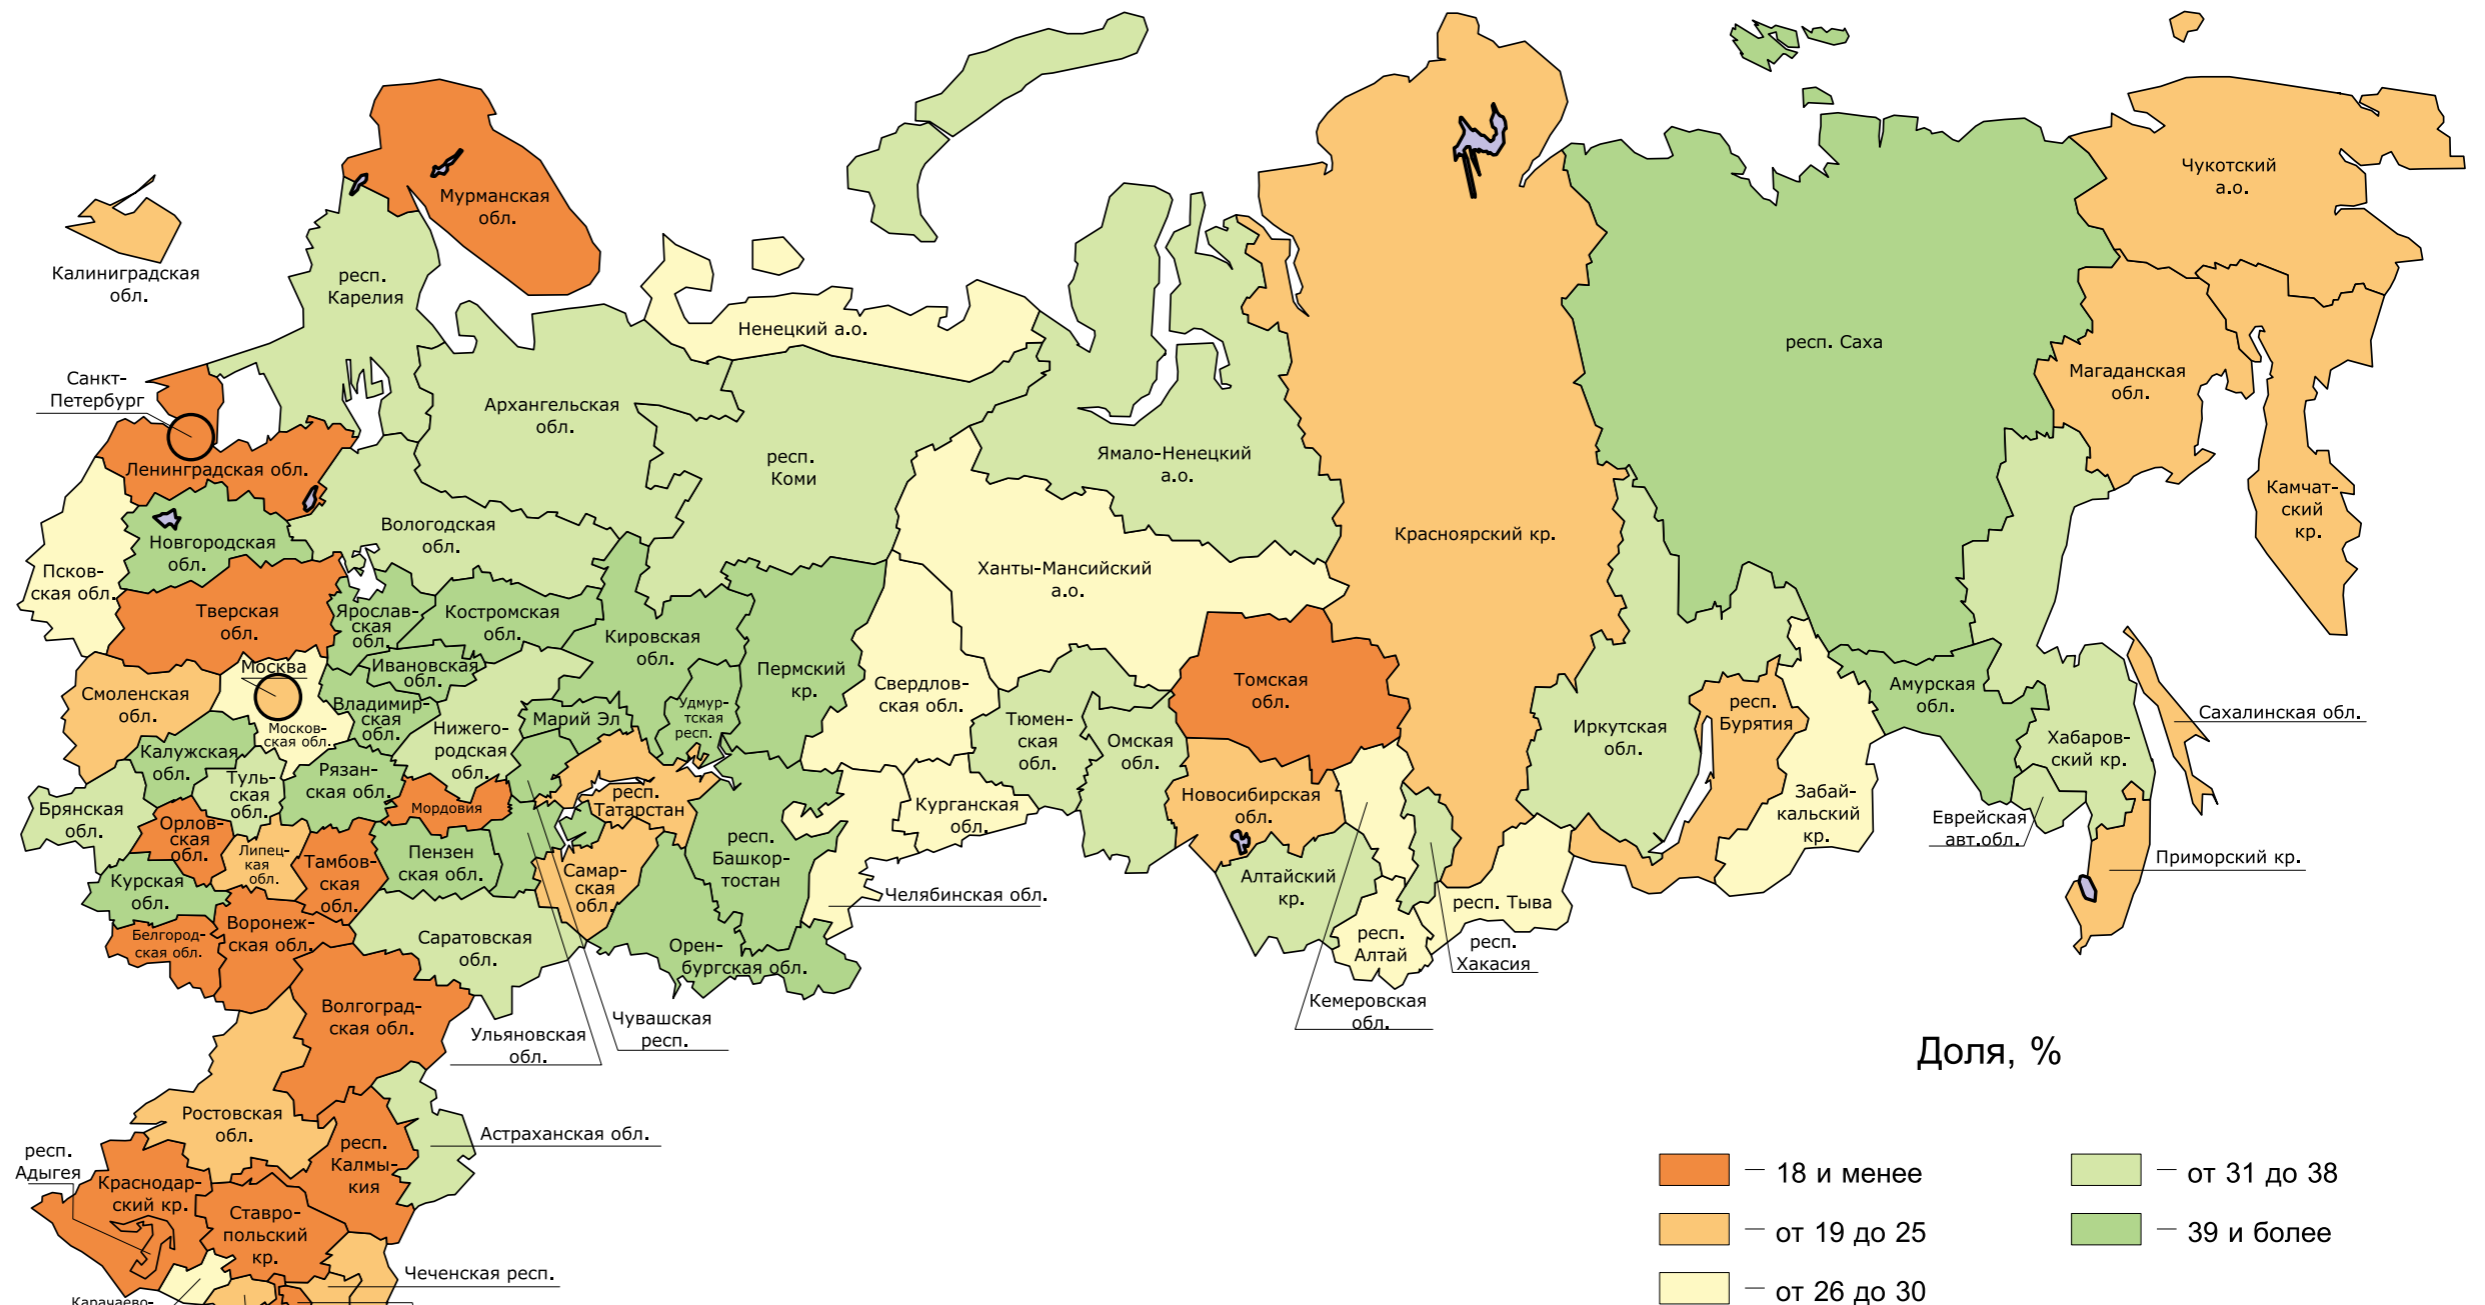 Мурманская
обл.
Калиниградская
обл.
респ.
Карелия
Ненецкий а.о.
Чукотский
а.о.
респ. Саха
Магаданская
обл.
Санкт-
Петербург
Архангельская
обл.
респ.
Коми
Ямало-Ненецкий
а.о.
Ленинградская обл.
Камчат-
ский
кр.
Вологодская
обл.
Красноярский кр.
Новгородская
обл.
Псков-
ская обл.
Ханты-Мансийский
а.о.
Тверская
обл.
Ярослав-
ская
обл.
Костромская
обл.
Кировская
обл.
Москва
Ивановская
обл.
Пермский
кр.
Свердлов-
ская обл.
Томская
обл.
Амурская
обл.
Смоленская
обл.
Владимир-
ская
обл.
Марий Эл
Удмур-
тская
респ.
респ.
Бурятия
Сахалинская обл.
Москов-
ская обл.
Нижего-
родская
обл.
Тюмен-
ская
обл.
Омская
обл.
Иркутская
обл.
Хабаров-
ский кр.
Калужская
обл.
Туль-
ская
обл.
Рязан-
ская обл.
Брянская
обл.
Мордовия
респ.
Татарстан
Курганская
обл.
Новосибирская
обл.
Забай-
кальский
кр.
Еврейская
авт.обл.
Орлов-
ская
обл.
Липец-
кая
обл.
Тамбов-
ская
обл.
Пензен
ская обл.
Самар-
ская
обл.
респ.
Башкор-
тостан
Приморский кр.
Курская
обл.
Челябинская обл.
Алтайский
кр.
респ. Тыва
Белгород-
ская обл.
Воронеж-
ская обл.
Саратовская
обл.
Орен-
бургская обл.
респ.
Алтай
респ.
Хакасия
Волгоград-
ская обл.
Ульяновская
обл.
Чувашская
респ.
Кемеровская
обл.
Доля, %
Ростовская
обл.
Астраханская обл.
респ.
Адыгея
респ.
Калмы-
кия
Краснодар-
ский кр.
Ставро-
польский
кр.
Чеченская респ.
Карачаево-
— 18 и менее
— от 19 до 25
— от 26 до 30
— от 31 до 38
— 39 и более